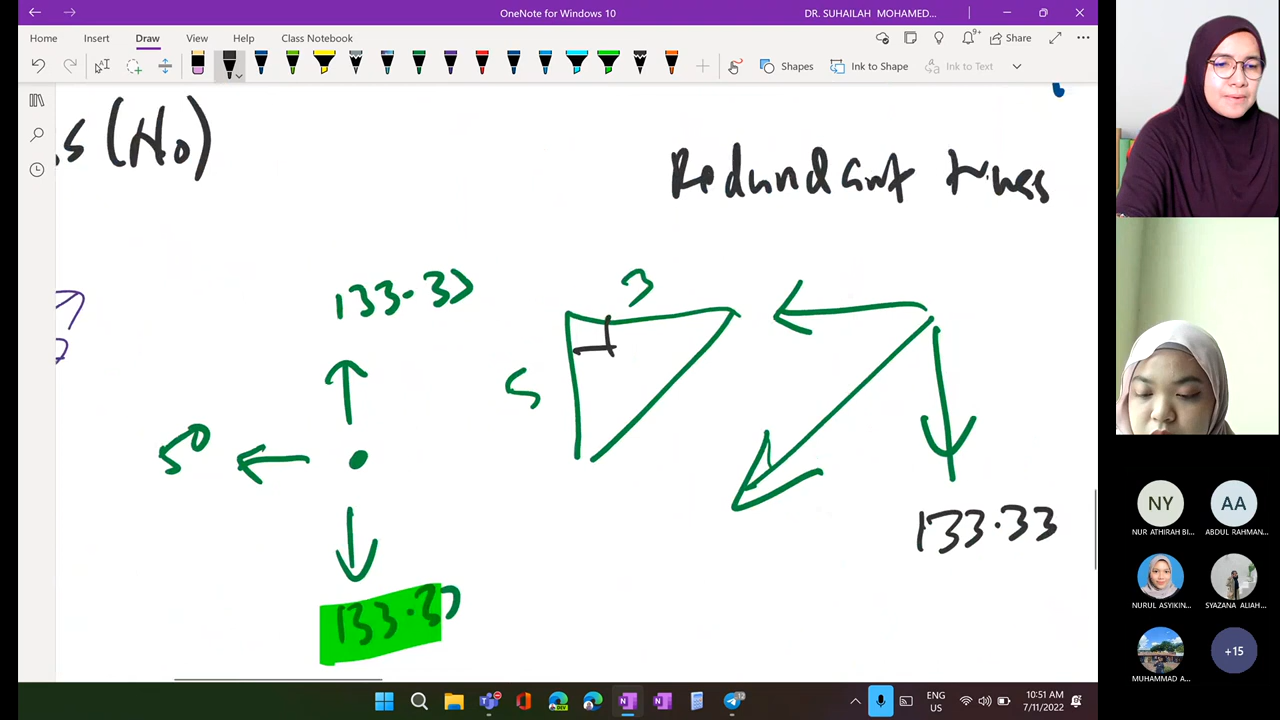 OneNote for Windows 10
DR. SUHAILAH MOHAMED...
Home
Insert
Draw
View
Help
Class Notebook
Share
Shapes
Ink to Shape
Ink to Text
s (No)
Redundant truss
133.33
3
5
50
133.33
133.33
NY
AA
NUR ATHIRAH BI...
ABDUL RAHMAN...
NURUL ASYIKIN...
SYAZANA ALIAH...
MUHAMMAD A...
+15
ENG
US
10:51 AM
7/11/2022